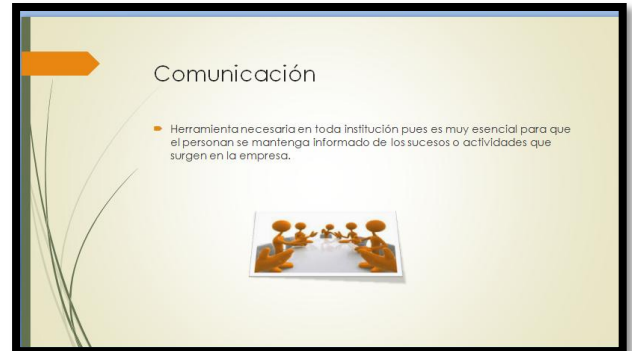 Comunicación
Herramienta necesaria en toda institución pues es muy esencial para que
el personan se mantenga informado de los sucesos o actividades que
surgen en la empresa.